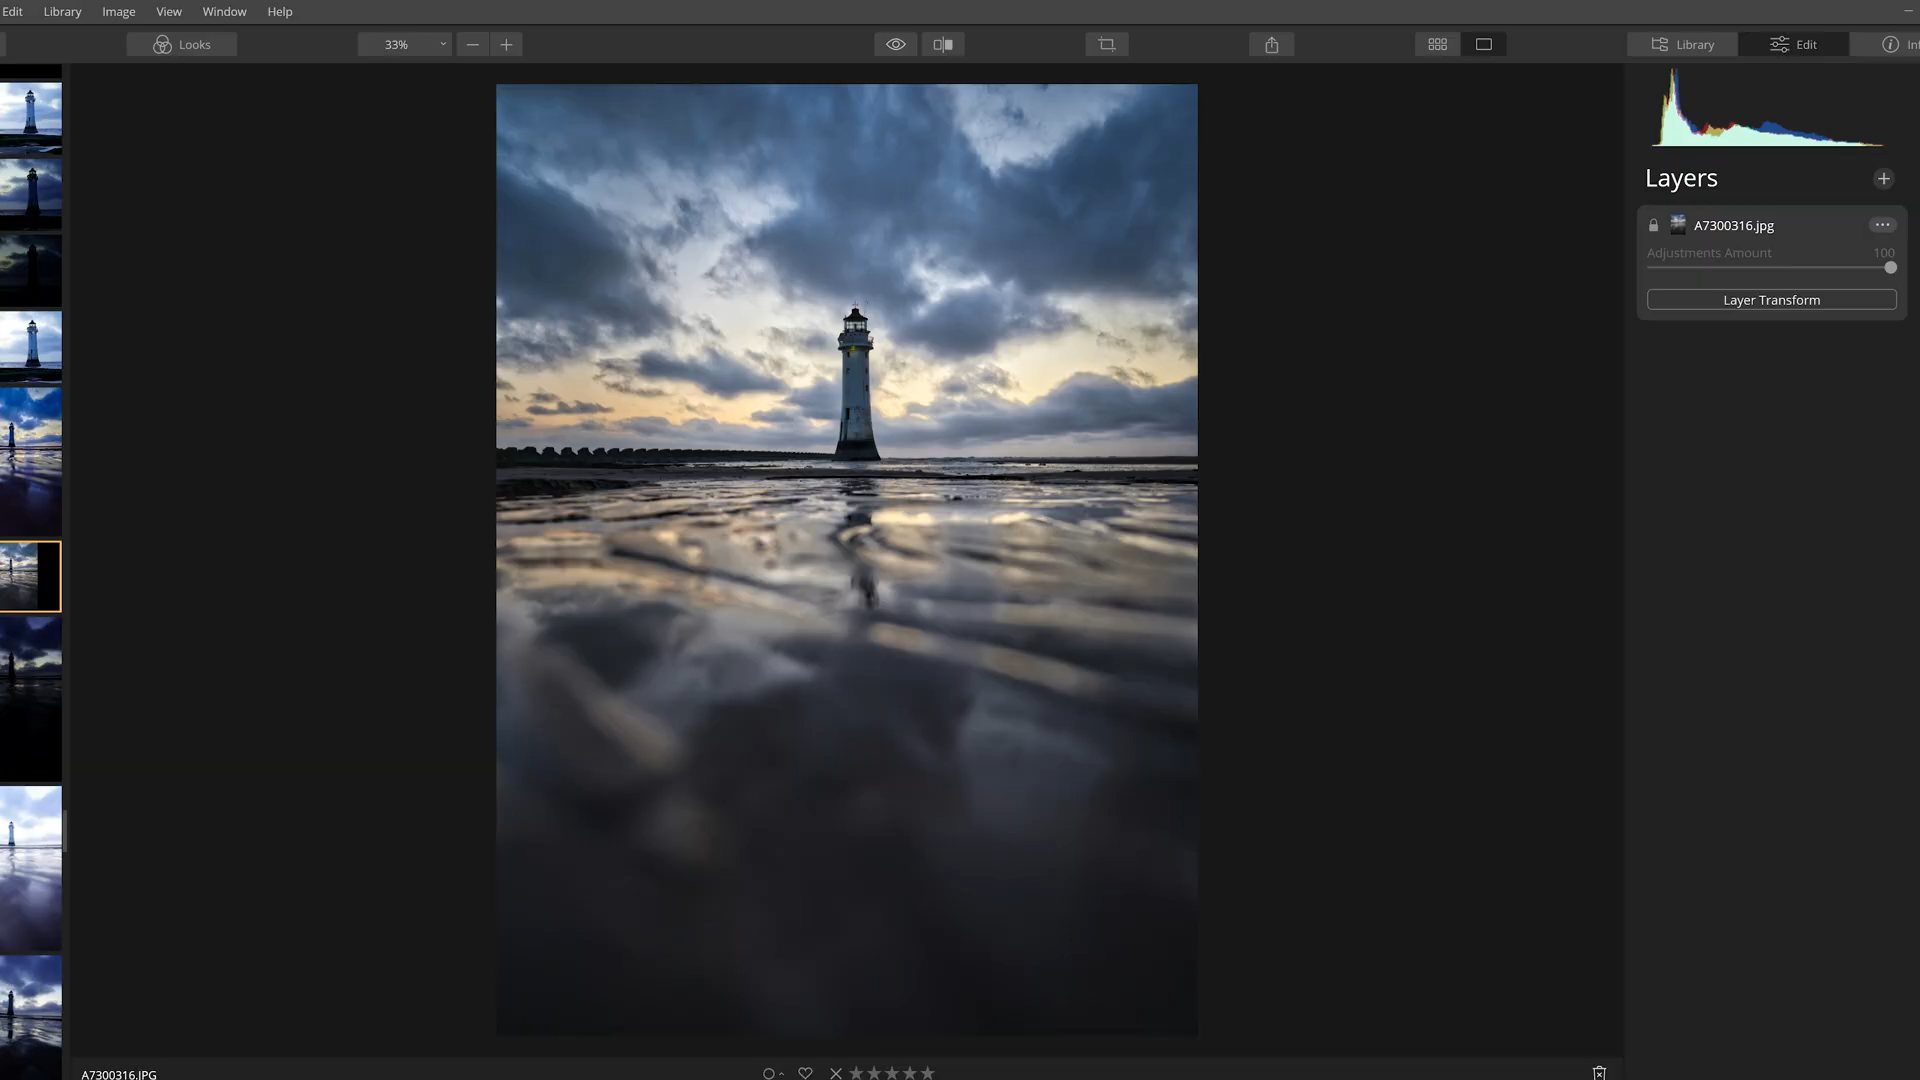 Edit Library Image View Window Help
Looks 33% Library Edit
Layers
A7300316.jpg
Adjustments Amount 100
Layer Transform
A7300316.JPG